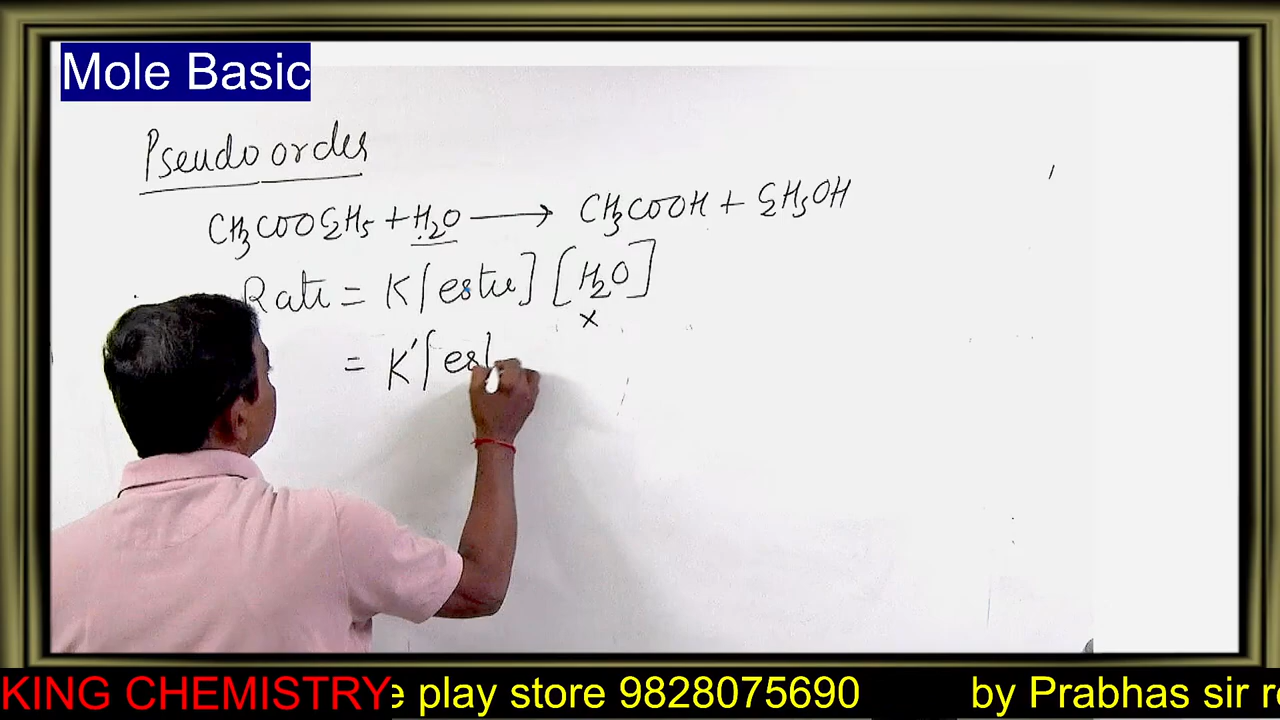 Mole Basic
Pseudo order
CH3COOC2H5 + H2O ⟶ CH3COOH + C2H5OH
Rate = K [ester] [H2O]
x
= K' [est
KING CHEMISTRY e play store 9828075690 by Prabhas sir re